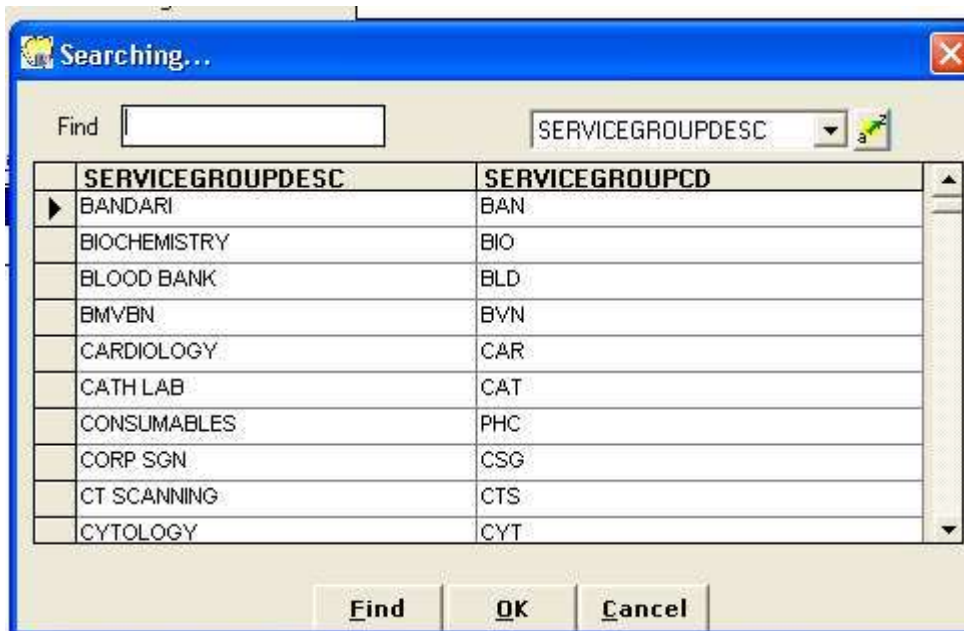 Searching...
Find SERVICEGROUPDESC
a z
SERVICEGROUPDESC SERVICEGROUPCD
BANDARI BAN
BIOCHEMISTRY BIO
BLOOD BANK BLD
BMVBN BVN
CARDIOLOGY CAR
CATH LAB CAT
CONSUMABLES PHC
CORP SGN CSG
CT SCANNING CTS
CYTOLOGY CYT
Find OK Cancel